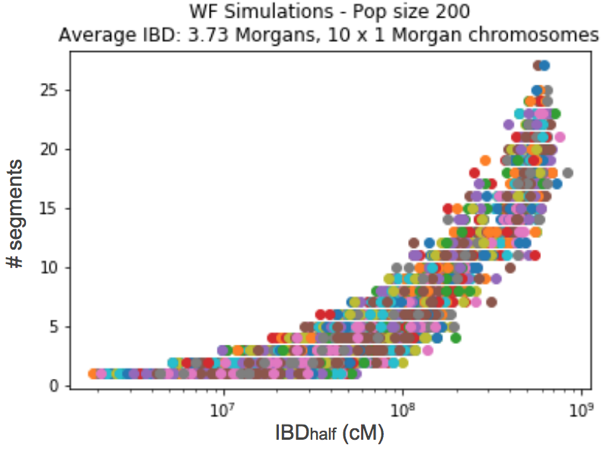 WF Simulations - Pop size 200
Average IBD: 3.73 Morgans, 10 x 1 Morgan chromosomes
# segments
25
20
15
10
5
0
10⁷ 10⁸ 10⁹
IBDhalf (cM)